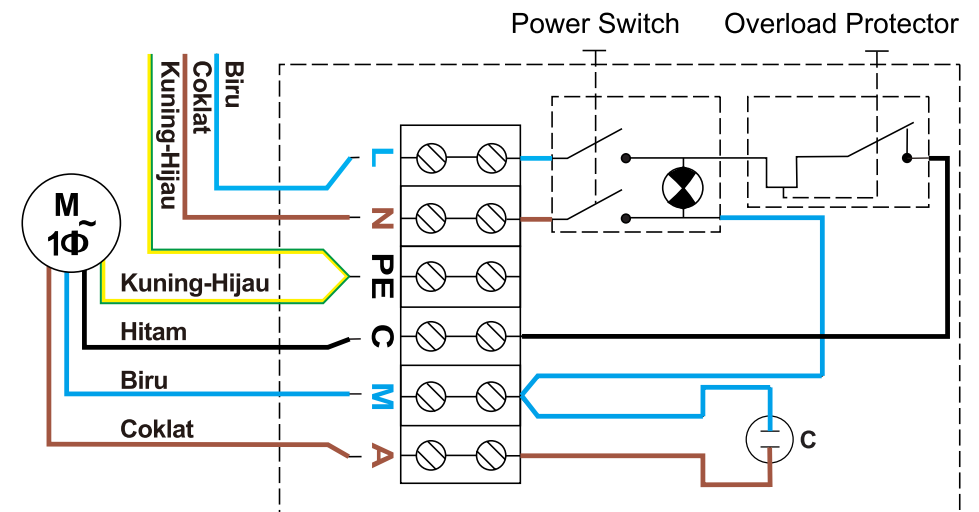 Power Switch
Overload Protector
Kuning-Hijau
Coklat
Biru
L
N
PE
C
M
A
M
1Φ~
Kuning-Hijau
Hitam
Biru
Coklat
C